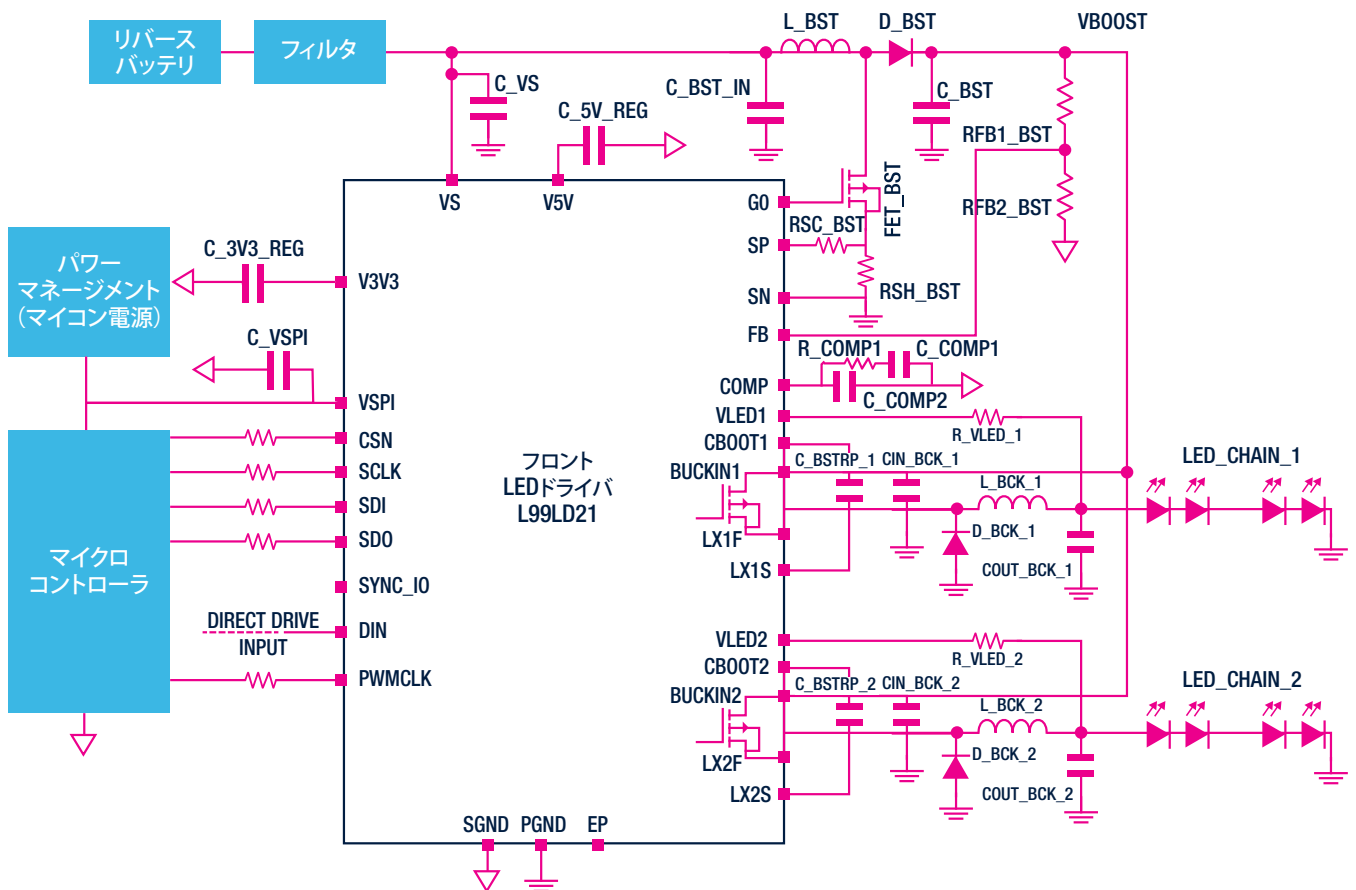 リバース
バッテリ
フィルタ
L_BST
D_BST
VBOOST
C_VS
C_5V_REG
C_BST_IN
C_BST
RFB1_BST
RFB2_BST
FET_BST
VS
V5V
G0
RSC_BST
SP
RSH_BST
SN
FB
パワー
マネージメント
(マイコン電源)
C_3V3_REG
V3V3
C_VSPI
VSPI
R_COMP1
C_COMP1
COMP
C_COMP2
マイクロ
コントローラ
CSN
SCLK
SDI
SDO
SYNC_IO
DIRECT DRIVE
INPUT
DIN
PWMCLK
フロント
LEDドライバ
L99LD21
VLED1
R_VLED_1
CBOOT1
C_BSTRP_1
CIN_BCK_1
BUCKIN1
L_BCK_1
LED_CHAIN_1
LX1F
D_BCK_1
LX1S
COUT_BCK_1
VLED2
R_VLED_2
CBOOT2
C_BSTRP_2
CIN_BCK_2
BUCKIN2
L_BCK_2
LED_CHAIN_2
LX2F
D_BCK_2
LX2S
COUT_BCK_2
SGND
PGND
EP